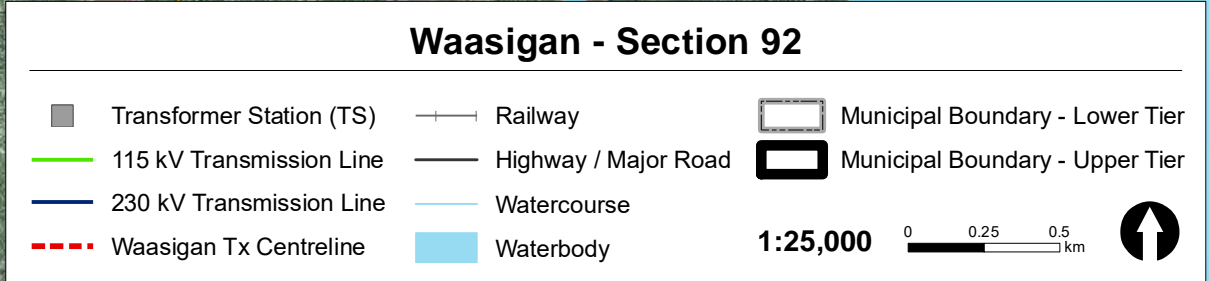 Waasigan - Section 92
Transformer Station (TS)
115 kV Transmission Line
230 kV Transmission Line
Waasigan Tx Centreline
Railway
Highway / Major Road
Watercourse
Waterbody
Municipal Boundary - Lower Tier
Municipal Boundary - Upper Tier
1:25,000
0 0.25 0.5
km